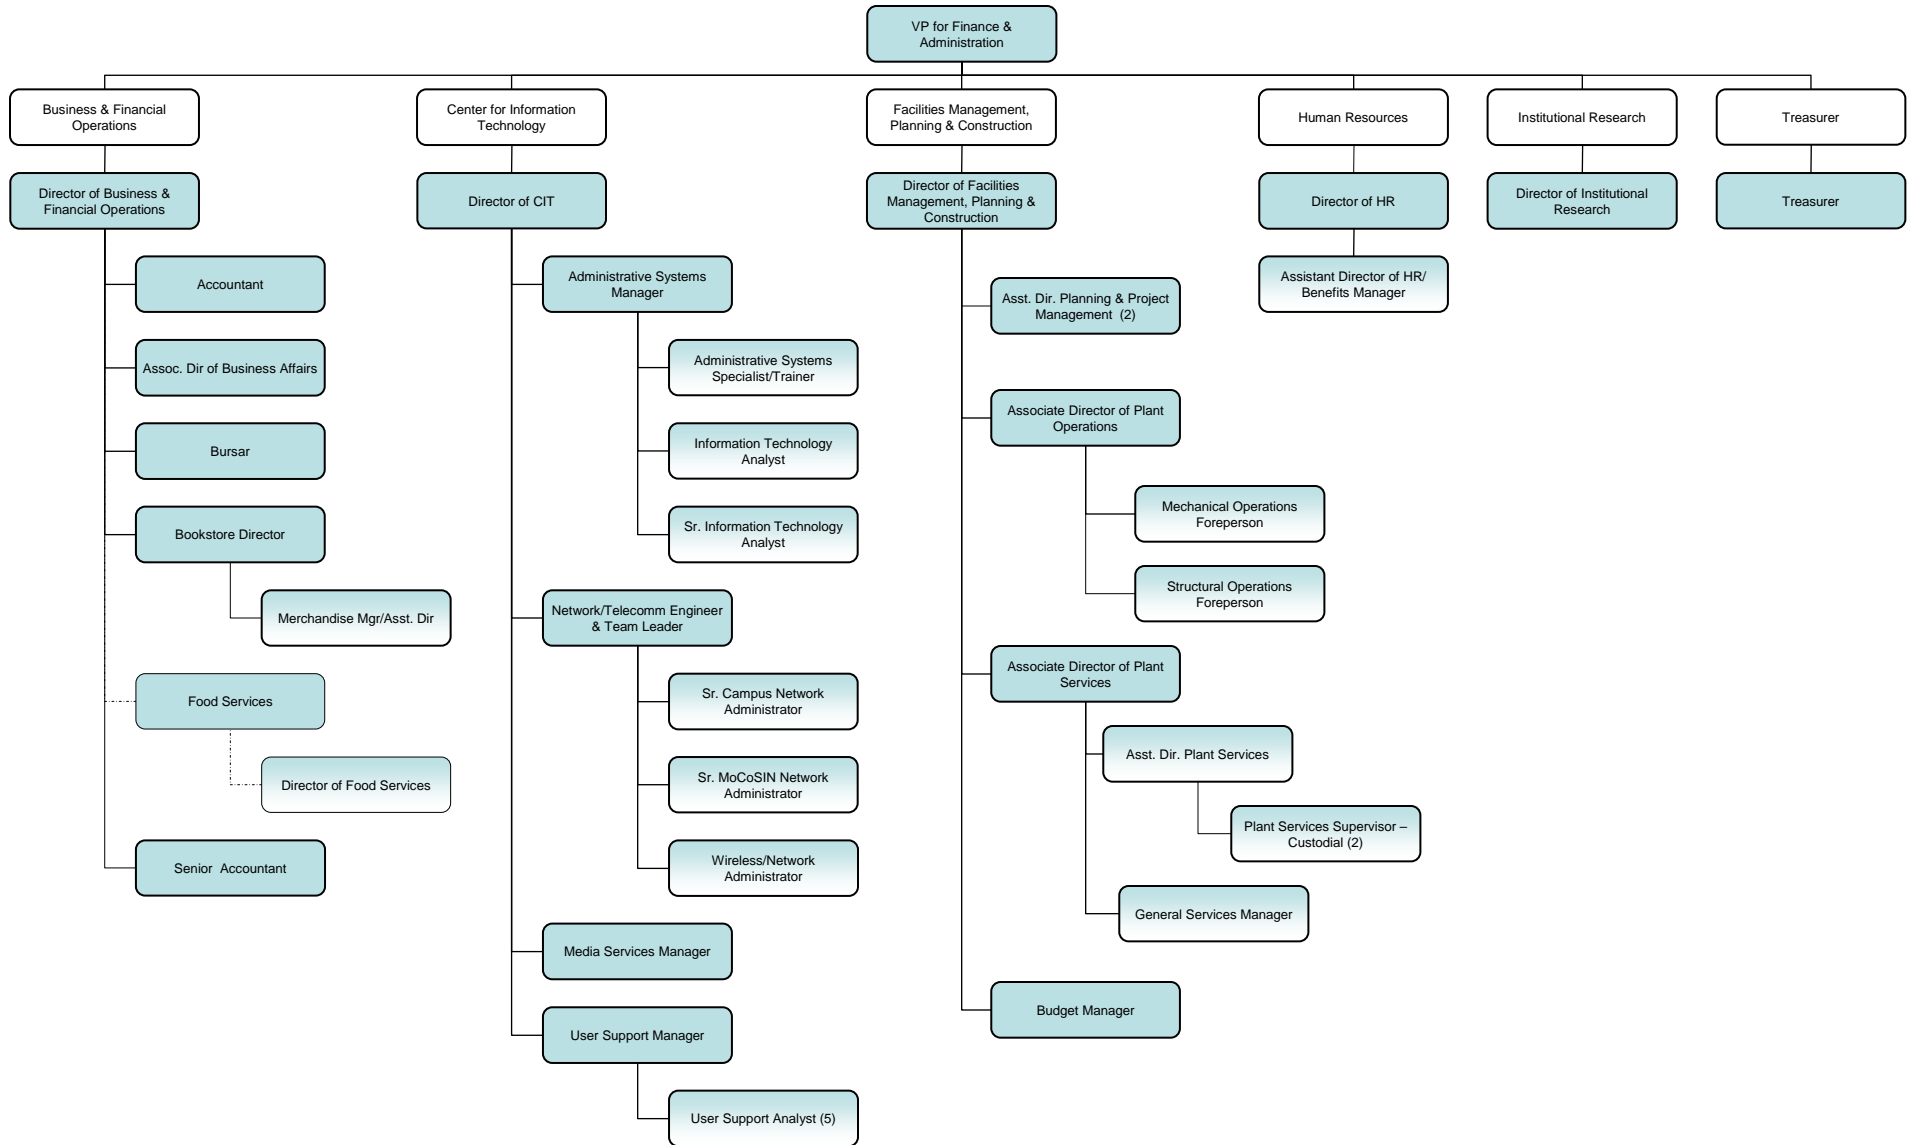 VP for Finance &
Administration
Business & Financial
Operations
Center for Information
Technology
Facilities Management,
Planning & Construction
Human Resources
Institutional Research
Treasurer
Director of Business &
Financial Operations
Director of CIT
Director of Facilities
Management, Planning &
Construction
Director of HR
Director of Institutional
Research
Treasurer
Accountant
Assoc. Dir of Business Affairs
Bursar
Bookstore Director
Merchandise Mgr/Asst. Dir
Food Services
Director of Food Services
Senior  Accountant
Administrative Systems
Manager
Administrative Systems
Specialist/Trainer
Information Technology
Analyst
Sr. Information Technology
Analyst
Network/Telecomm Engineer
& Team Leader
Sr. Campus Network
Administrator
Sr. MoCoSIN Network
Administrator
Wireless/Network
Administrator
Media Services Manager
User Support Manager
User Support Analyst (5)
Asst. Dir. Planning & Project
Management  (2)
Associate Director of Plant
Operations
Mechanical Operations
Foreperson
Structural Operations
Foreperson
Associate Director of Plant
Services
Asst. Dir. Plant Services
Plant Services Supervisor –
Custodial (2)
General Services Manager
Budget Manager
Assistant Director of HR/
Benefits Manager